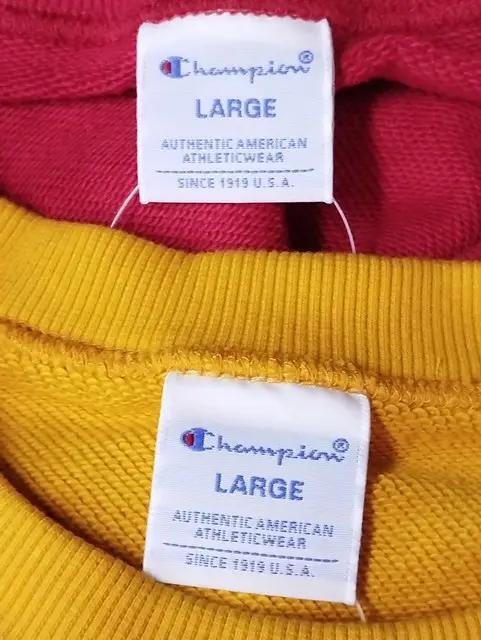 Champion®
LARGE
AUTHENTIC AMERICAN
ATHLETICWEAR
SINCE 1919 U.S.A.
Champion®
LARGE
AUTHENTIC AMERICAN
ATHLETICWEAR
SINCE 1919 U.S.A.